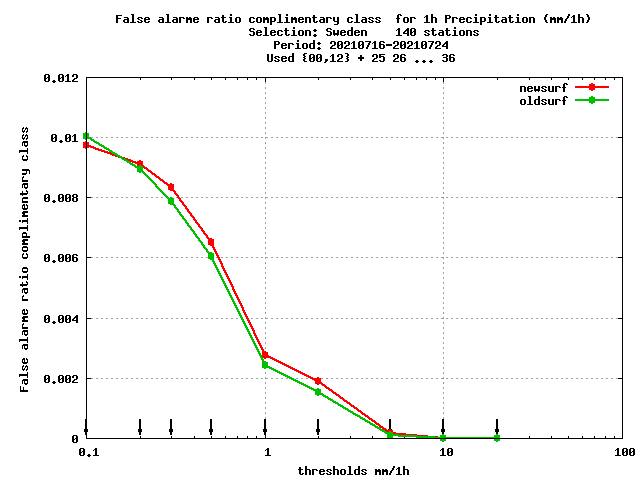 False alarme ratio complimentary class  for 1h Precipitation (mm/1h)
Selection: Sweden    140 stations
Period: 20210716-20210724
Used {00,12} + 25 26 ... 36
newsurf
oldsurf
False alarme ratio complimentary class
0.012
0.01
0.008
0.006
0.004
0.002
0
0.1
1
10
100
thresholds mm/1h